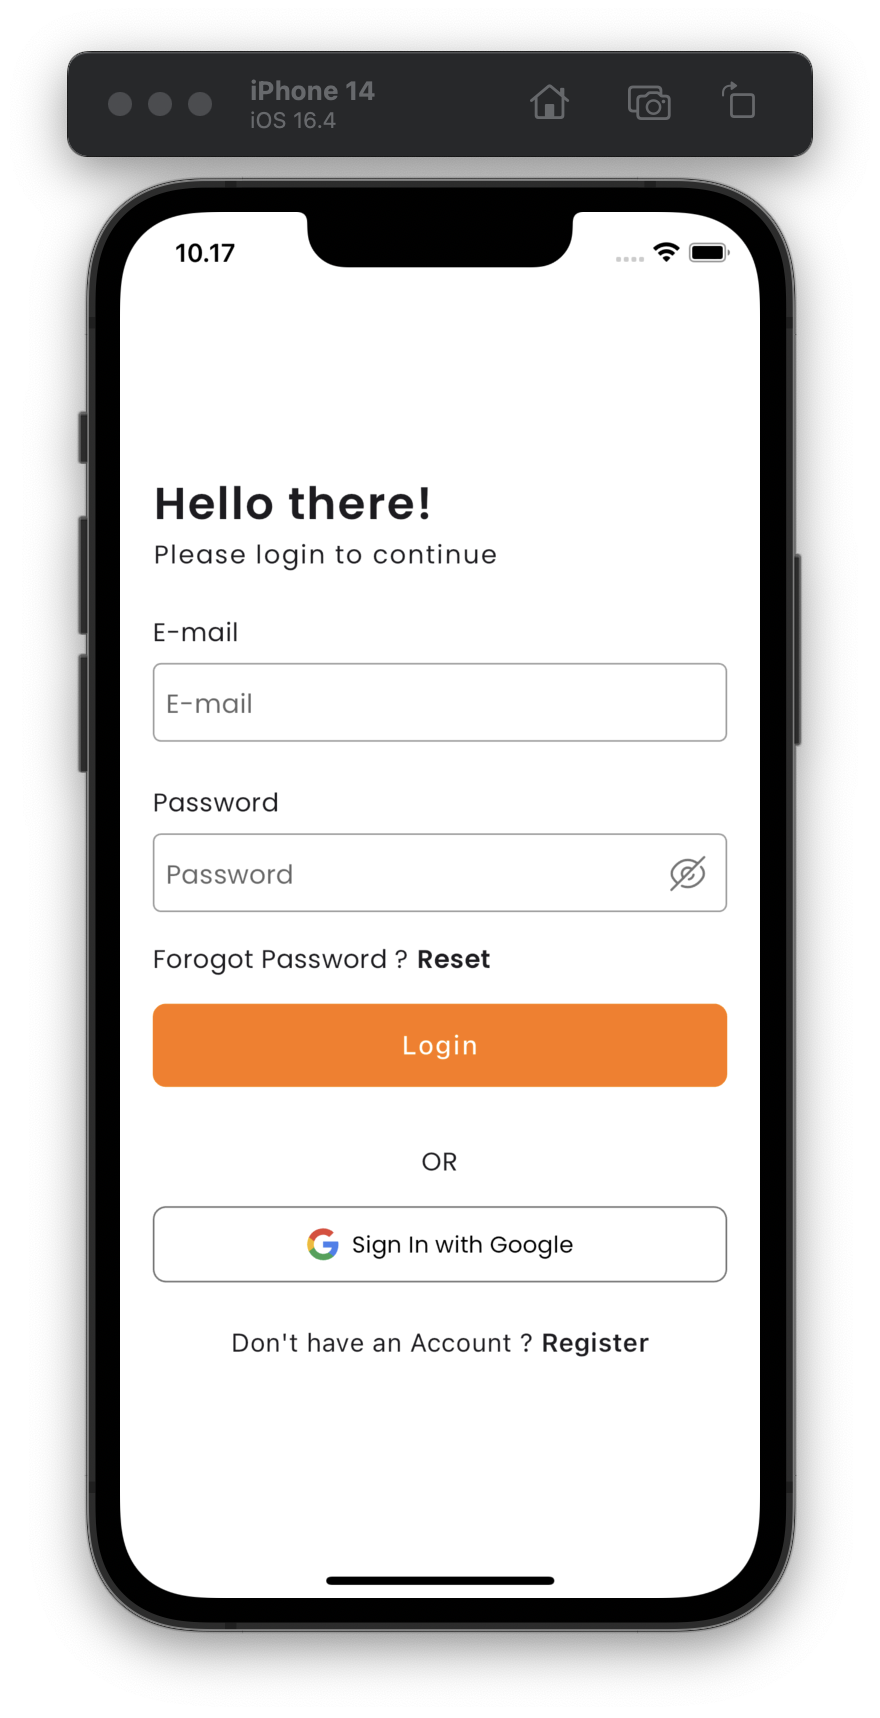 iPhone 14
iOS 16.4
10.17
Hello there!
Please login to continue
E-mail
E-mail
Password
Password
Forogot Password ? Reset
Login
OR
Sign In with Google
Don't have an Account ? Register